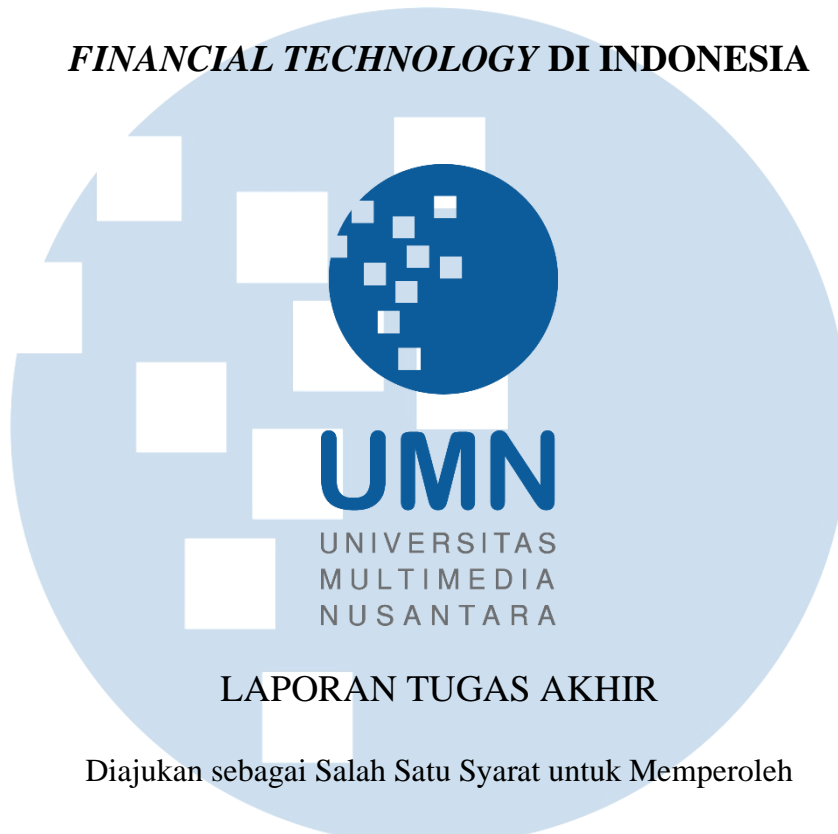 FINANCIAL TECHNOLOGY DI INDONESIA
UMN
UNIVERSITAS
MULTIMEDIA
NUSANTARA
LAPORAN TUGAS AKHIR
Diajukan sebagai Salah Satu Syarat untuk Memperoleh